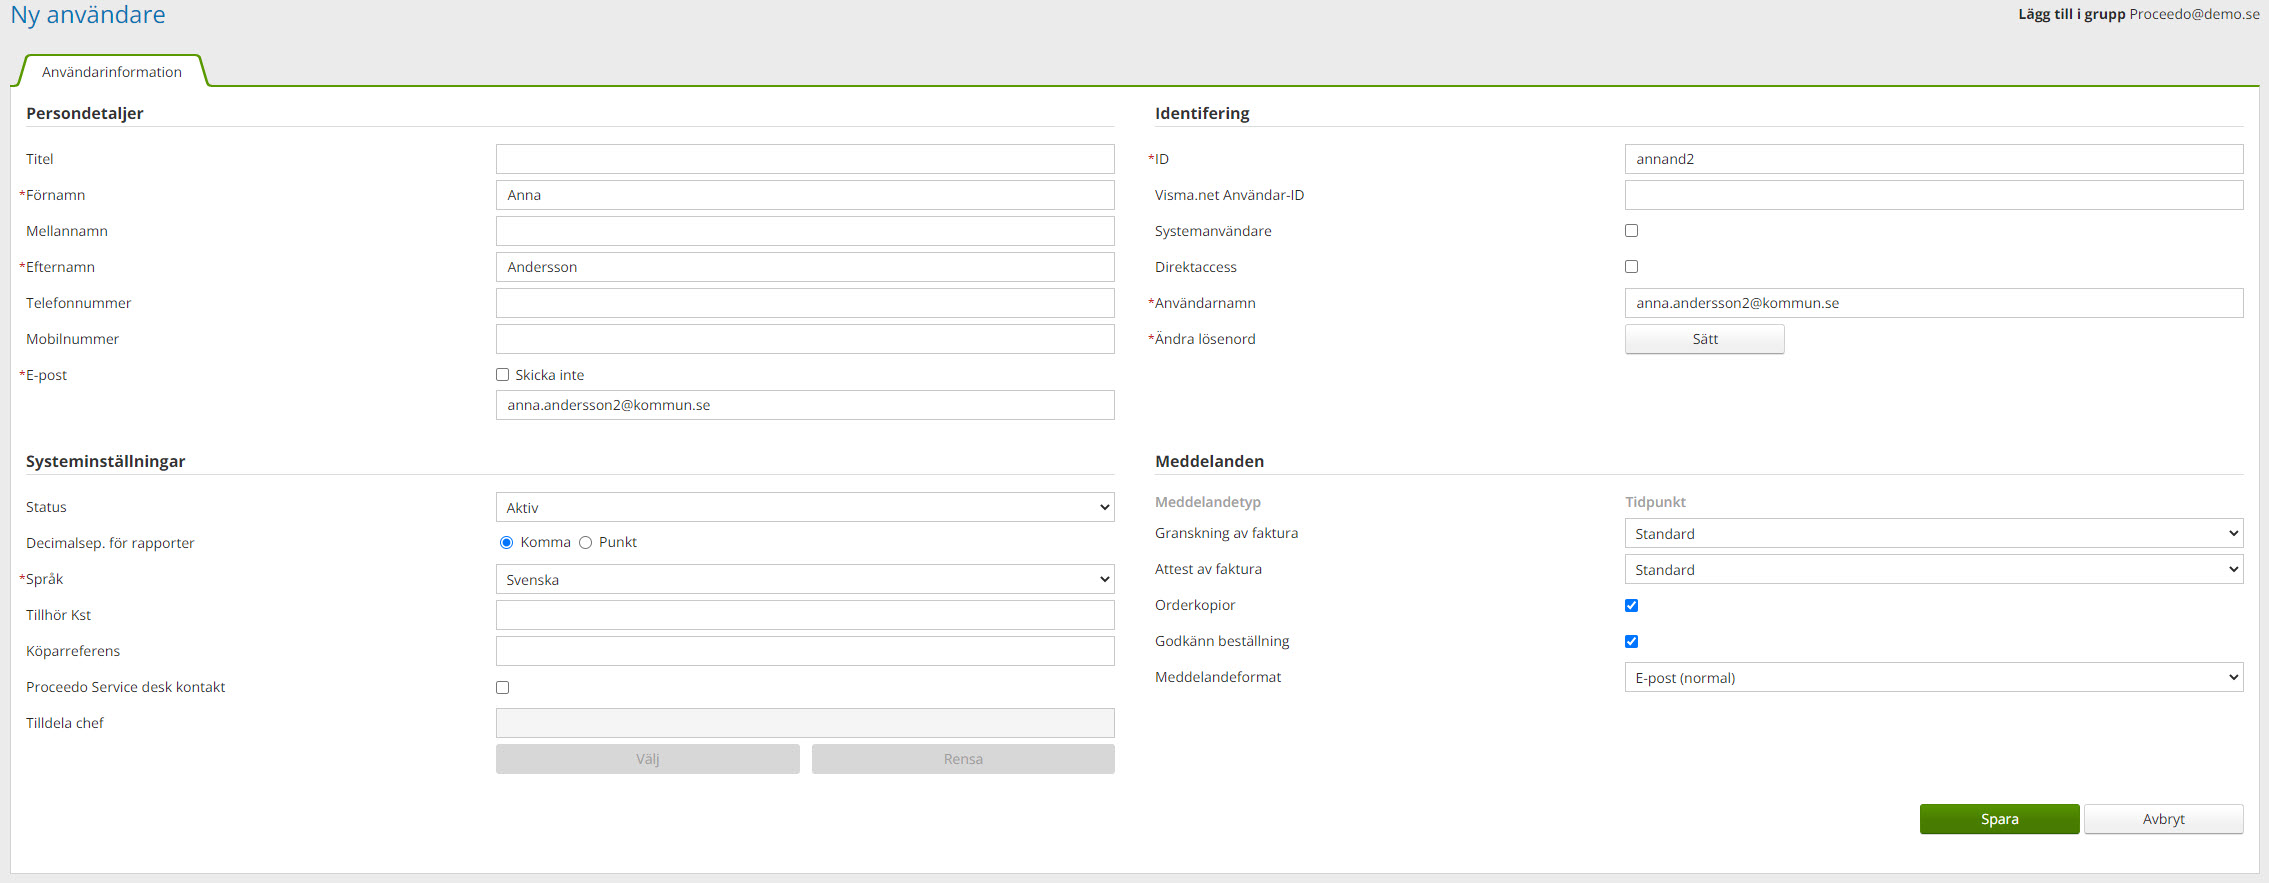 Ny användare
Lägg till i grupp Proceedo@demo.se
Användarinformation
Persondetaljer
Titel
*Förnamn Anna
Mellannamn
*Efternamn Andersson
Telefonnummer
Mobilnummer
*E-post Skicka inte
anna.andersson2@kommun.se
Identifering
*ID annand2
Visma.net Användar-ID
Systemanvändare
Direktaccess
*Användarnamn anna.andersson2@kommun.se
*Ändra lösenord Sätt
Systeminställningar
Status Aktiv
Decimalsep. för rapporter Komma Punkt
*Språk Svenska
Tillhör Kst
Köparreferens
Proceedo Service desk kontakt
Tilldela chef
Välj Rensa
Meddelanden
Meddelandetyp Tidpunkt
Granskning av faktura Standard
Attest av faktura Standard
Orderkopior
Godkänn beställning
Meddelandeformat E-post (normal)
Spara Avbryt